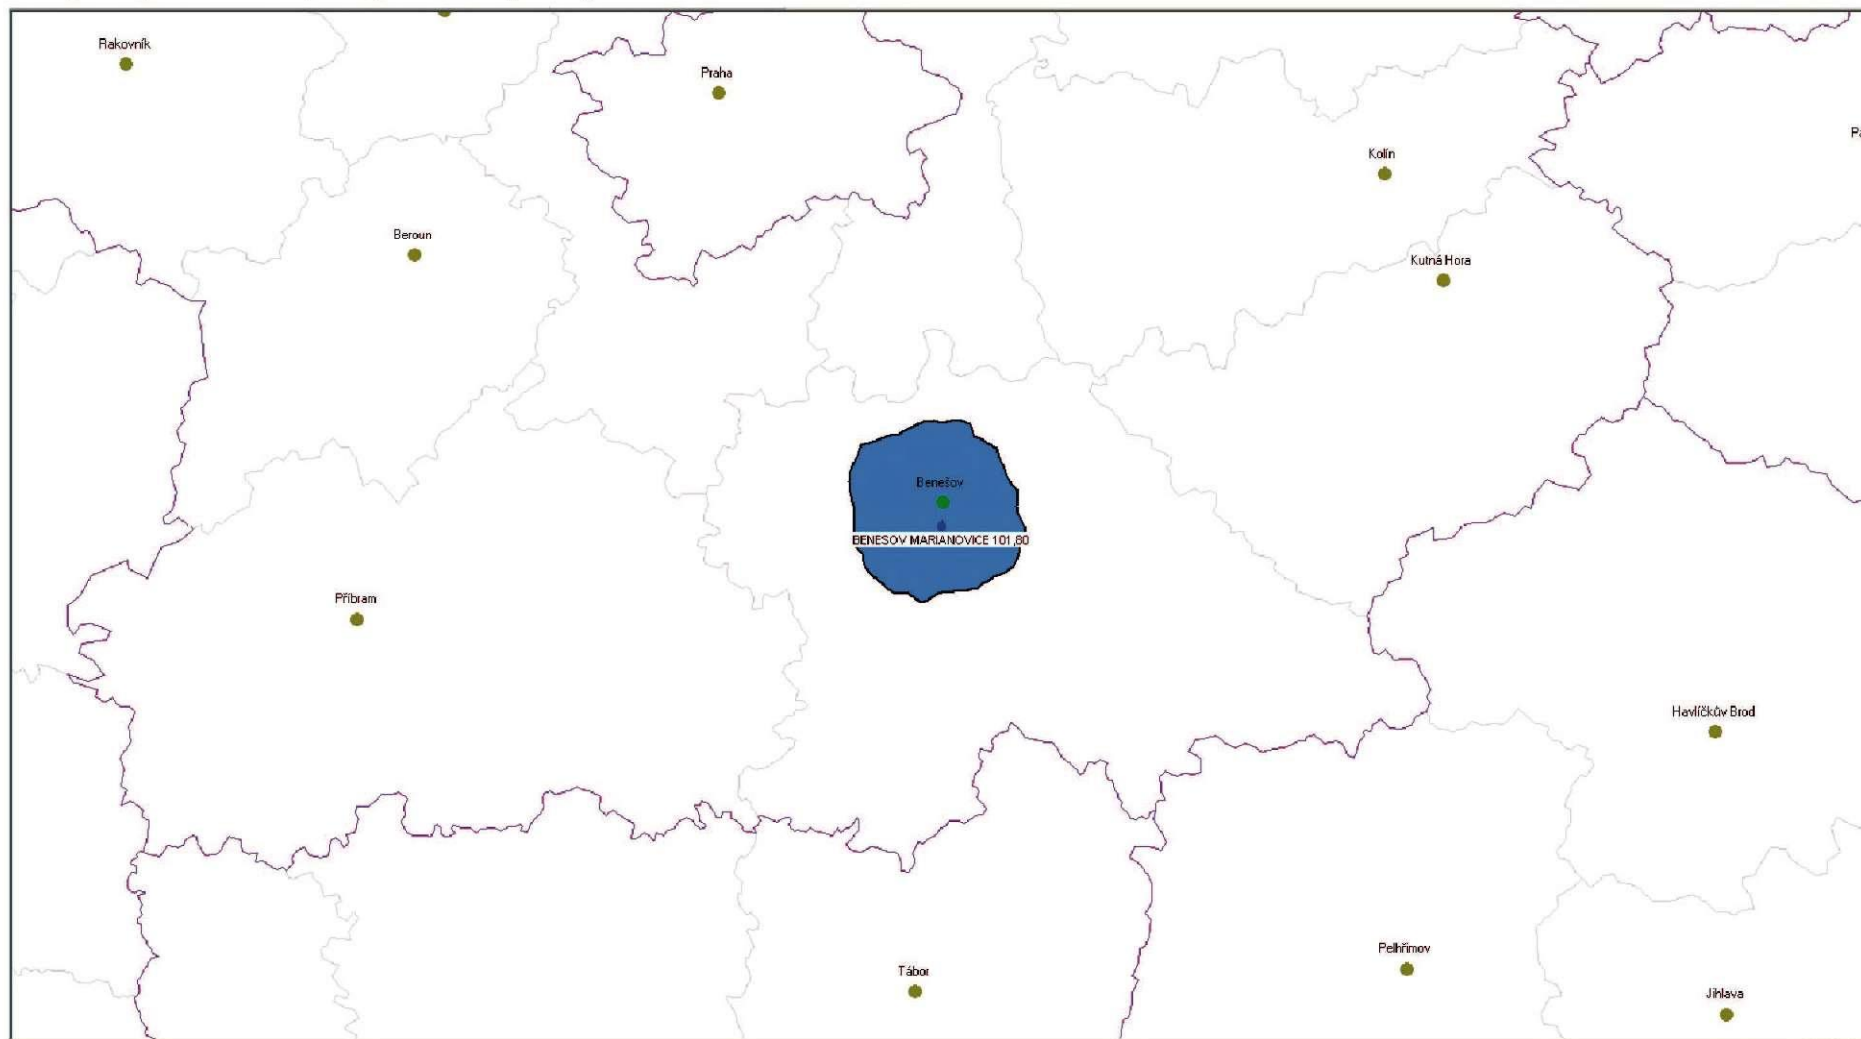 Rakovník
Praha
Kolín
Beroun
Kutná Hora
Benešov
BENESOV MARIANOVICE 101,80
Příbram
Havlíčkův Brod
Tábor
Pelhřimov
Jihlava